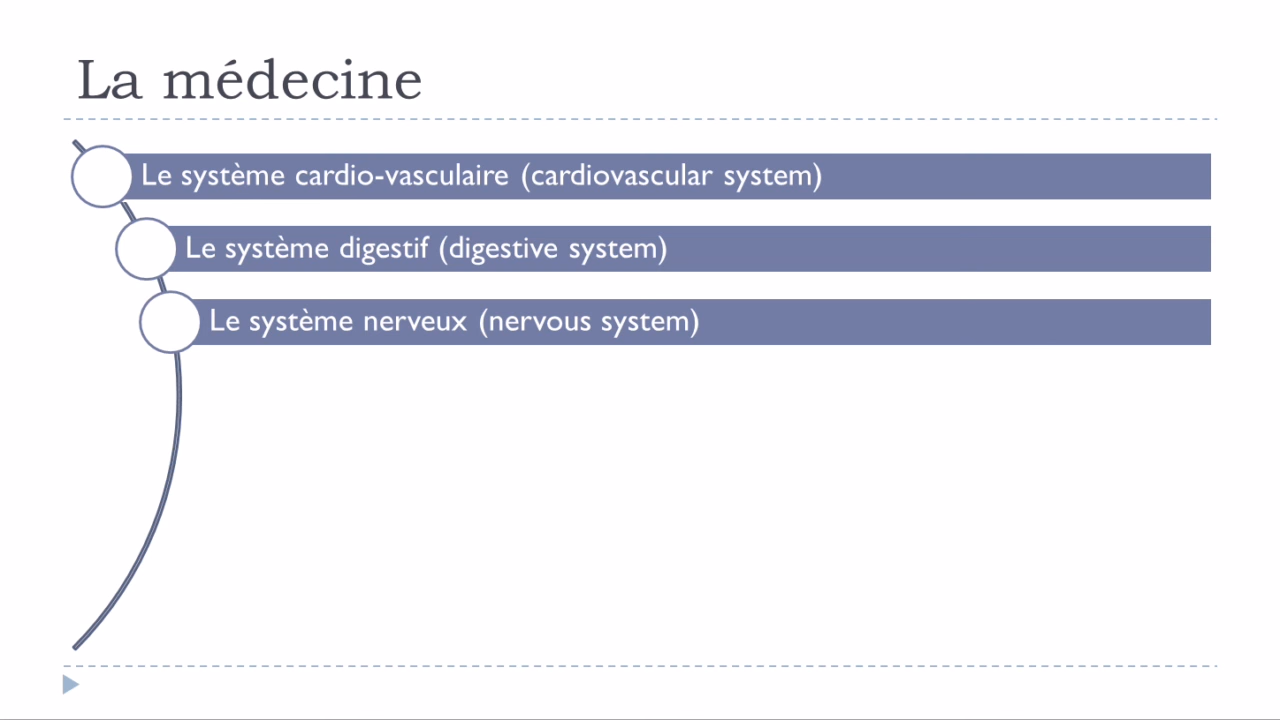 La médecine
Le système cardio-vasculaire (cardiovascular system)
Le système digestif (digestive system)
Le système nerveux (nervous system)